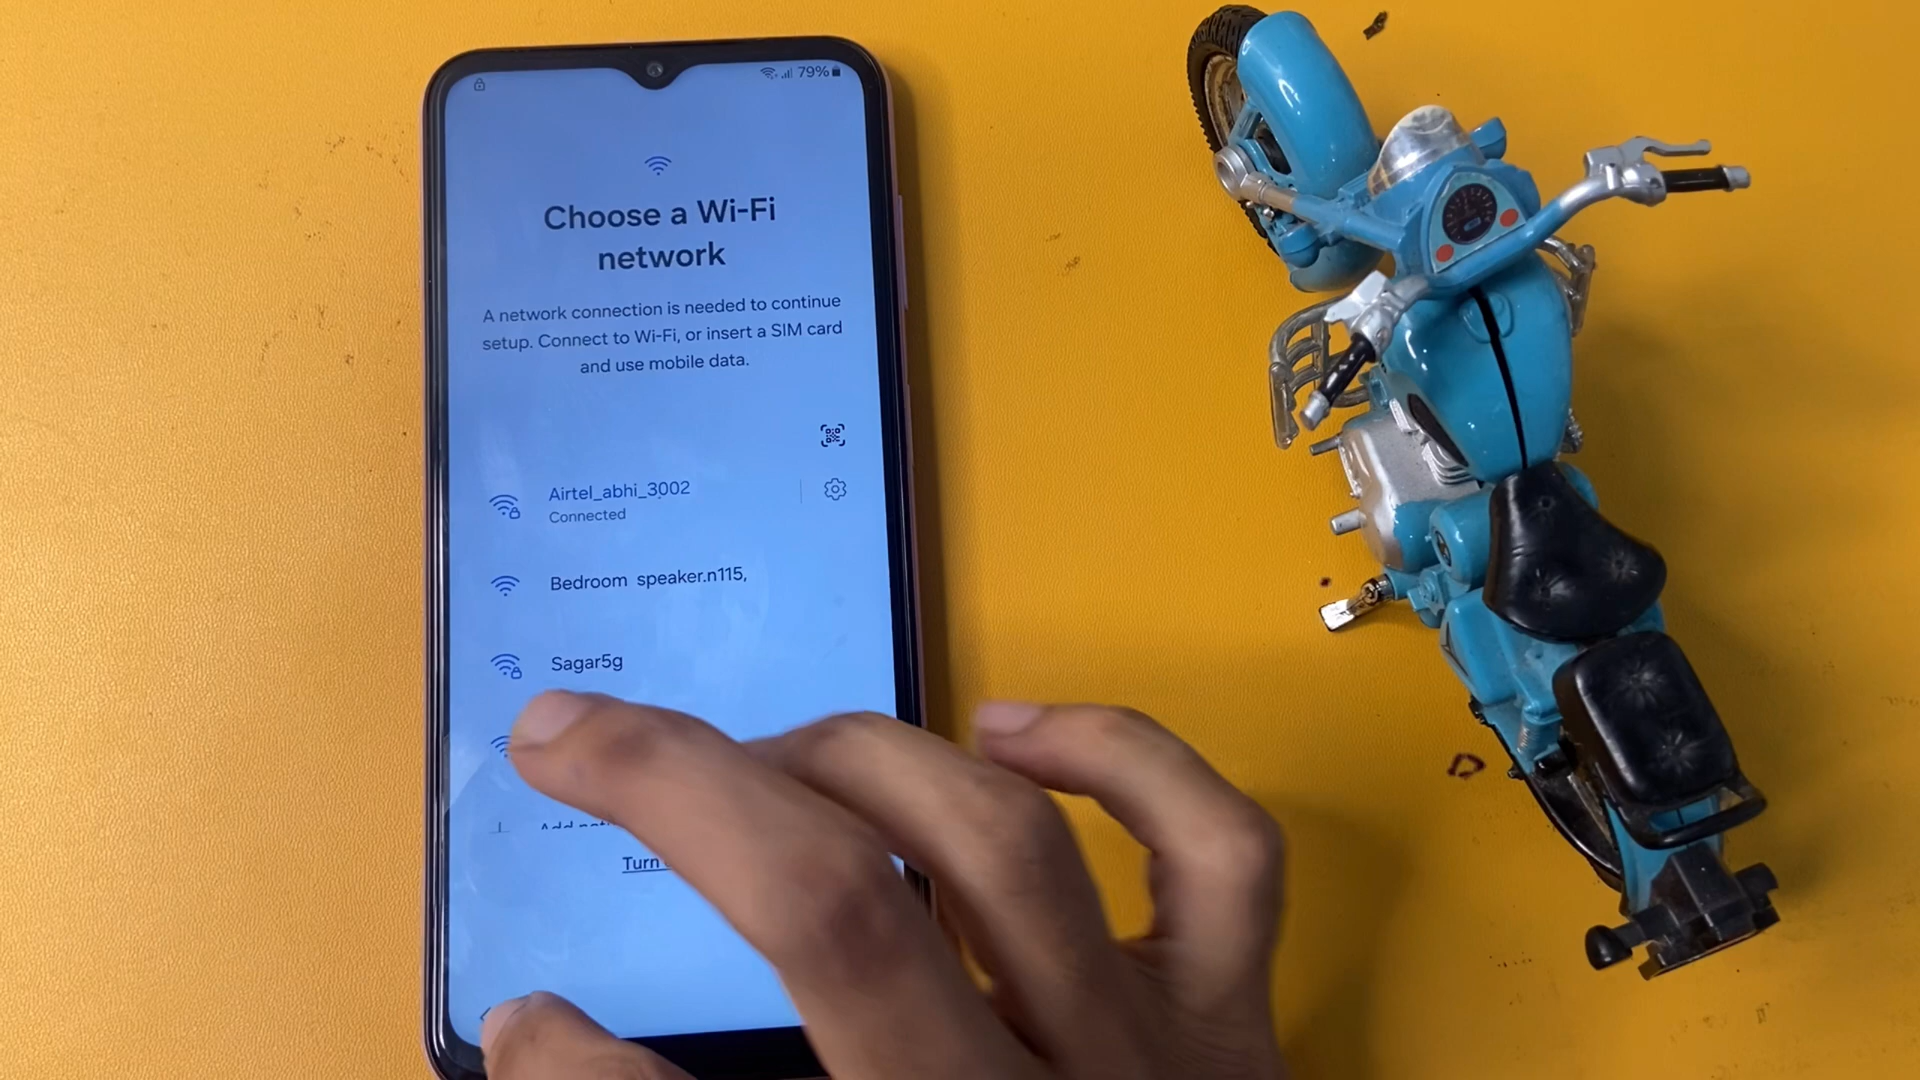 79%
Choose a Wi-Fi
network
A network connection is needed to continue
setup. Connect to Wi-Fi, or insert a SIM card
and use mobile data.
Airtel_abhi_3002
Connected
Bedroom speaker.n115,
Sagar5g
Add
Turn